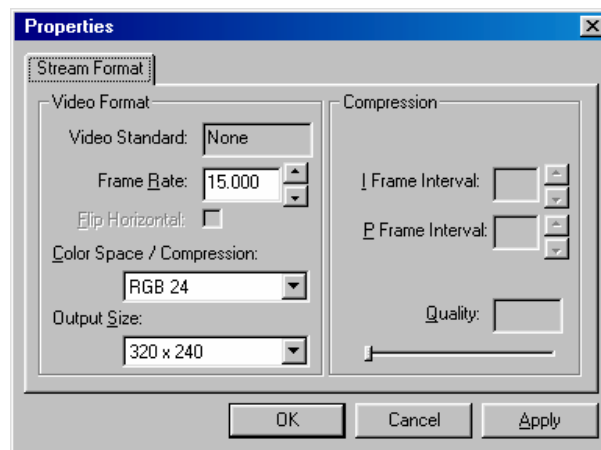 Properties
Stream Format
Video Format
Video Standard: None
Frame Rate: 15.000
Flip Horizontal:
Color Space / Compression:
RGB 24
Output Size:
320 x 240
Compression
I Frame Interval:
P Frame Interval:
Quality:
OK Cancel Apply